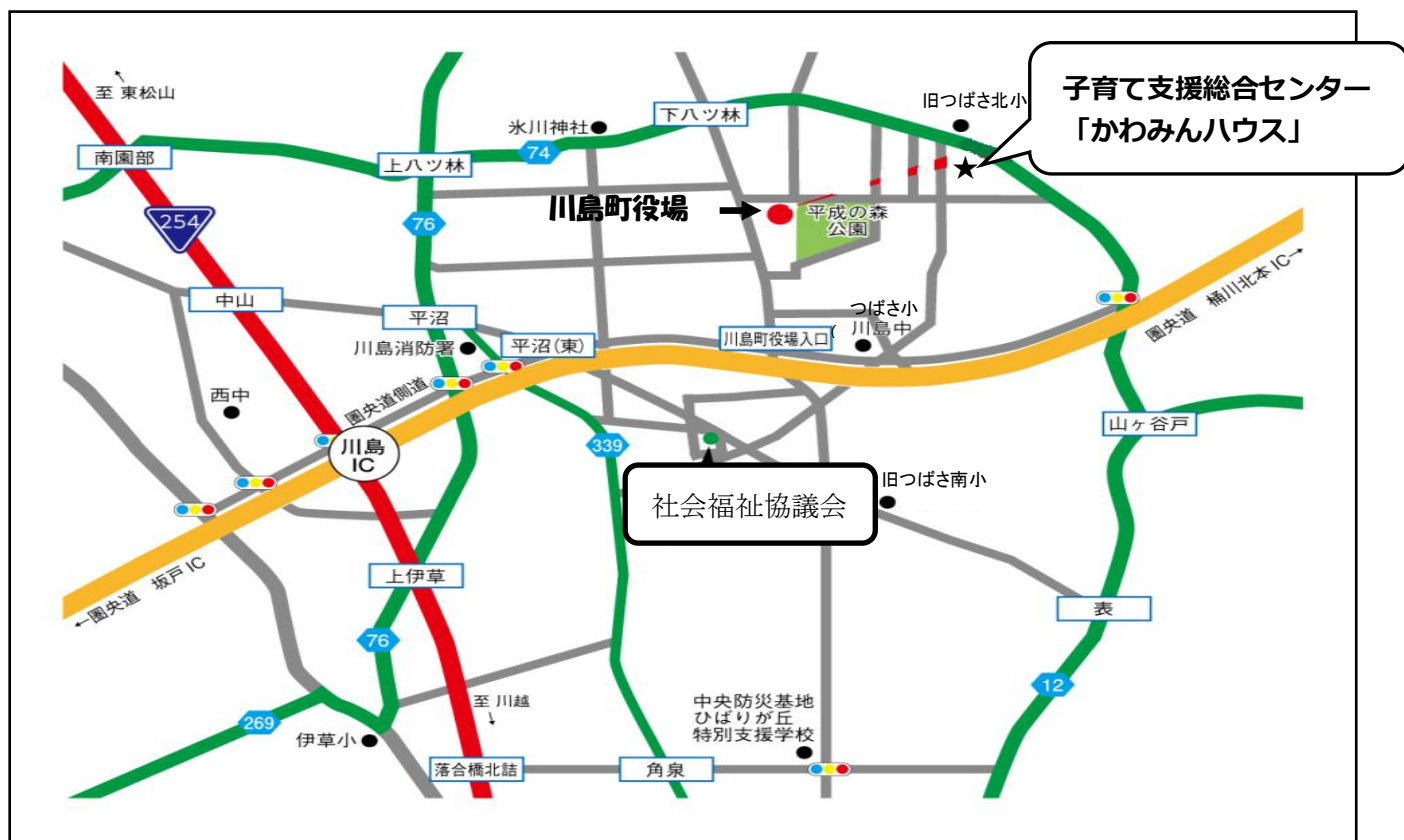 至 東松山
南園部
254
中山
西中
川島
IC
上八ツ林
76
平沼
川島消防署
圏央道側道
平沼(東)
氷川神社
74
下八ツ林
旧つばさ北小
★
子育て支援総合センター
「かわみんハウス」
川島町役場
平成の森
公園
つばさ小
川島中
(
川島町役場入口
圏央道 桶川北本IC→
山ヶ谷戸
339
社会福祉協議会
旧つばさ南小
←圏央道 坂戸IC
上伊草
76
表
12
至 川越
269
伊草小
落合橋北詰
角泉
中央防災基地
ひばりが丘
特別支援学校